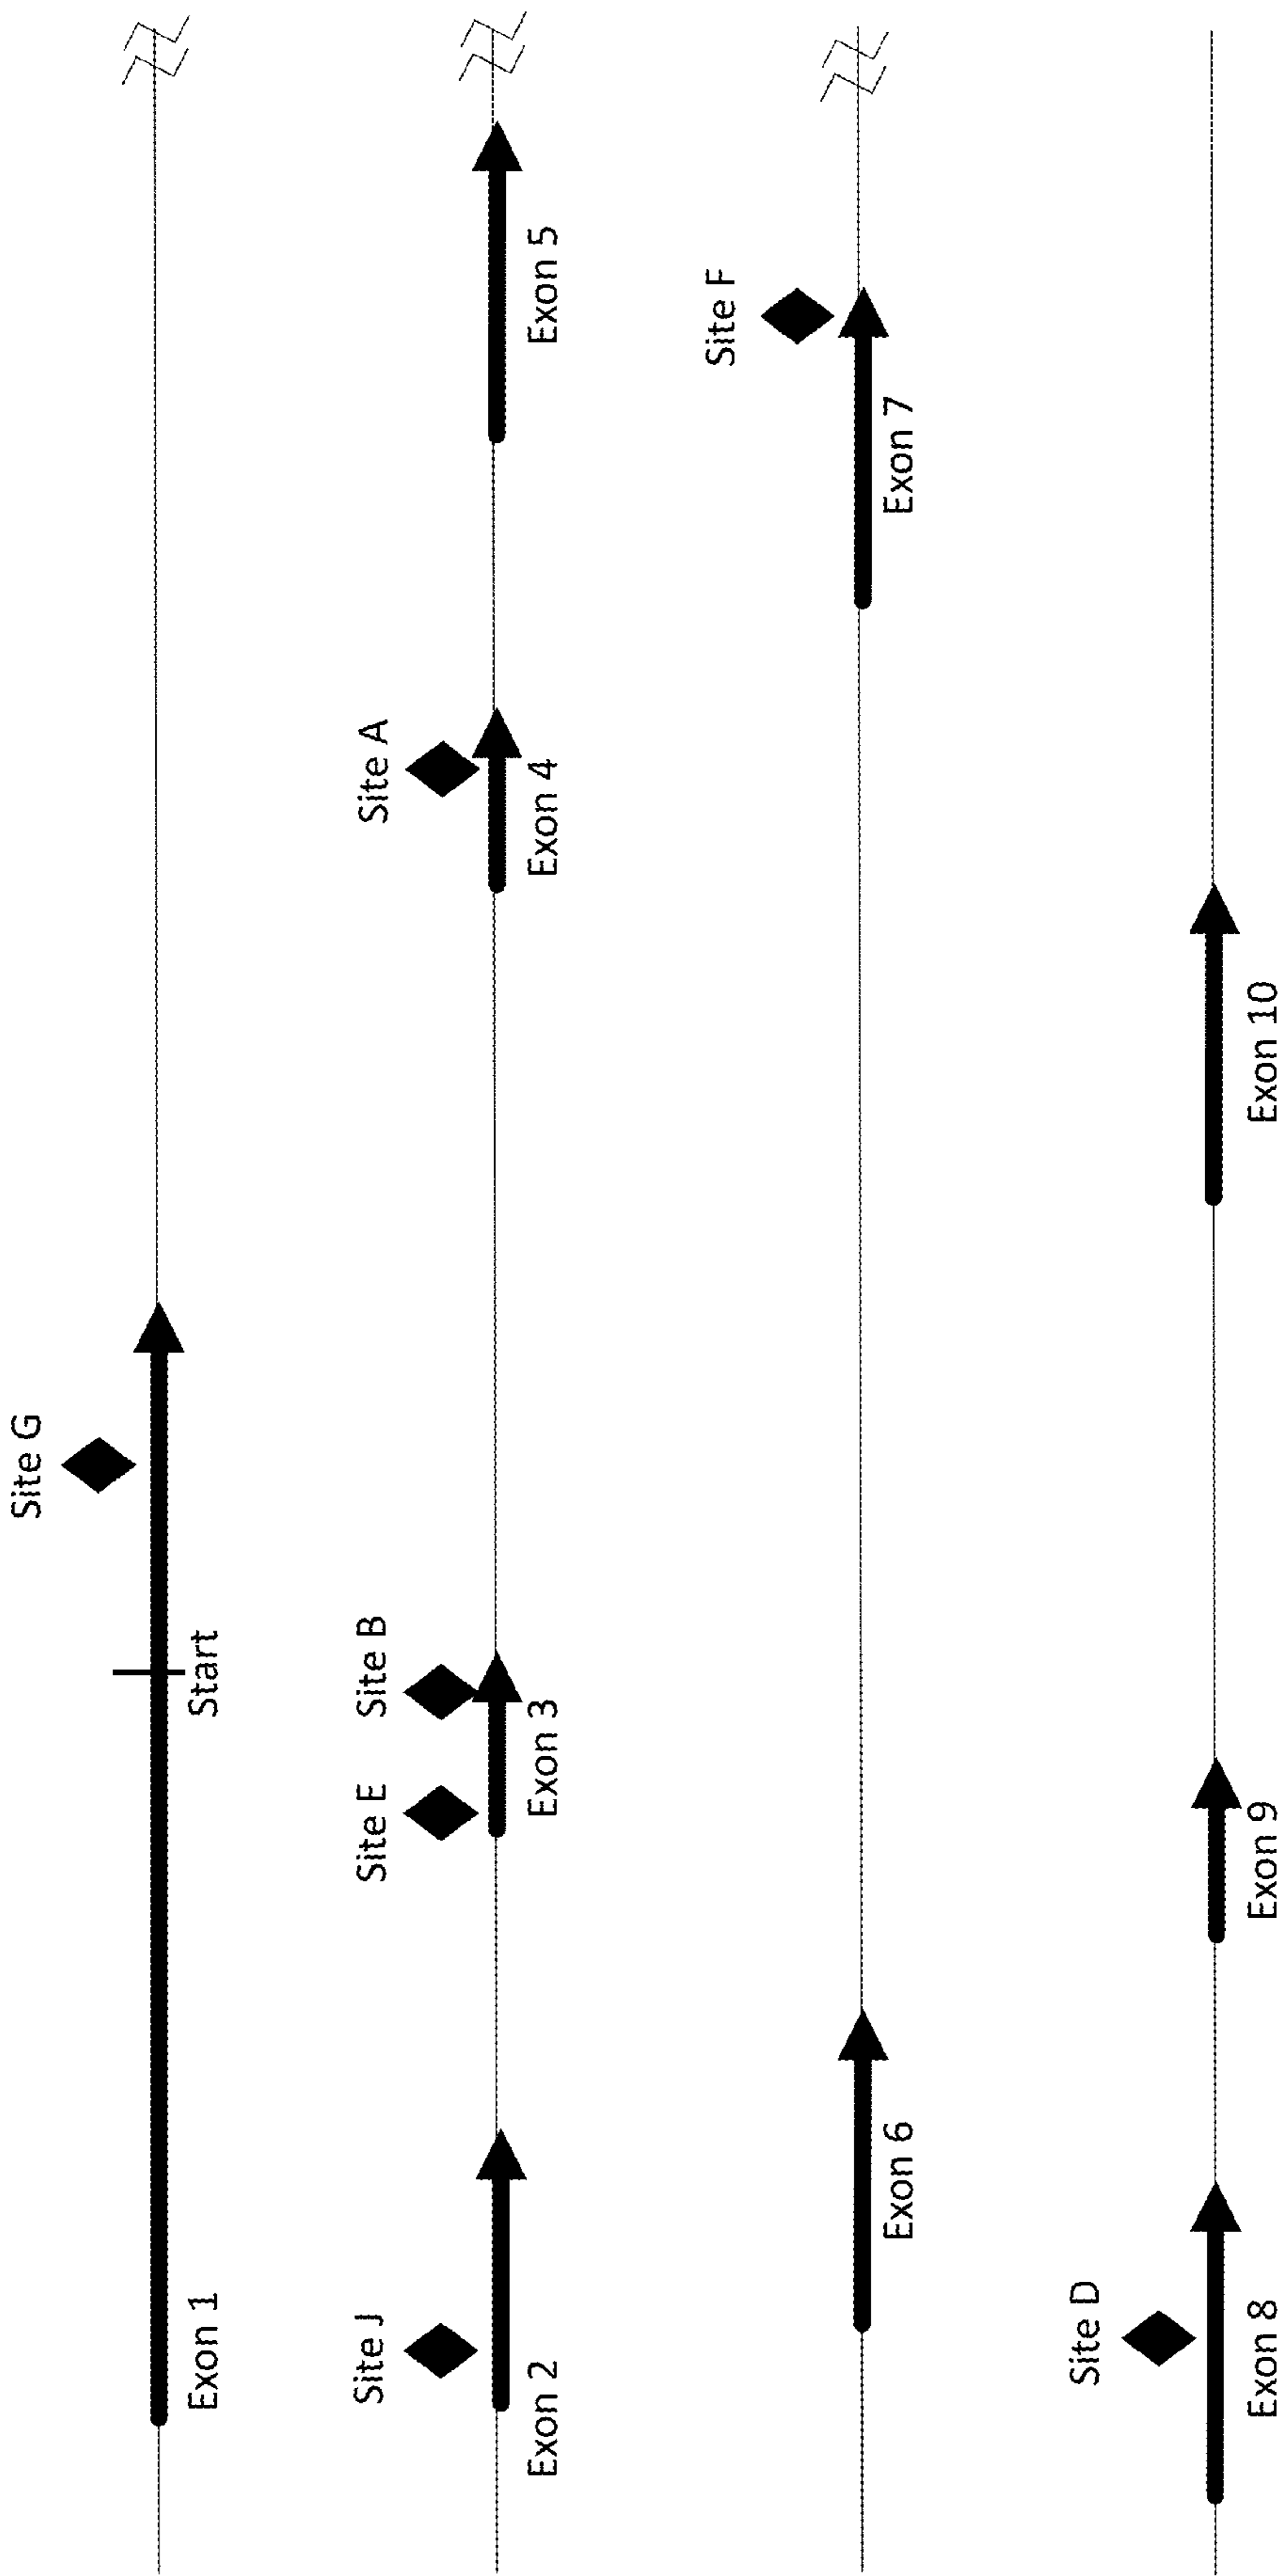 Site G
Start
Exon 1
Site J
Site E
Site B
Site A
Exon 2
Exon 3
Exon 4
Exon 5
Site F
Exon 6
Exon 7
Site D
Exon 8
Exon 9
Exon 10